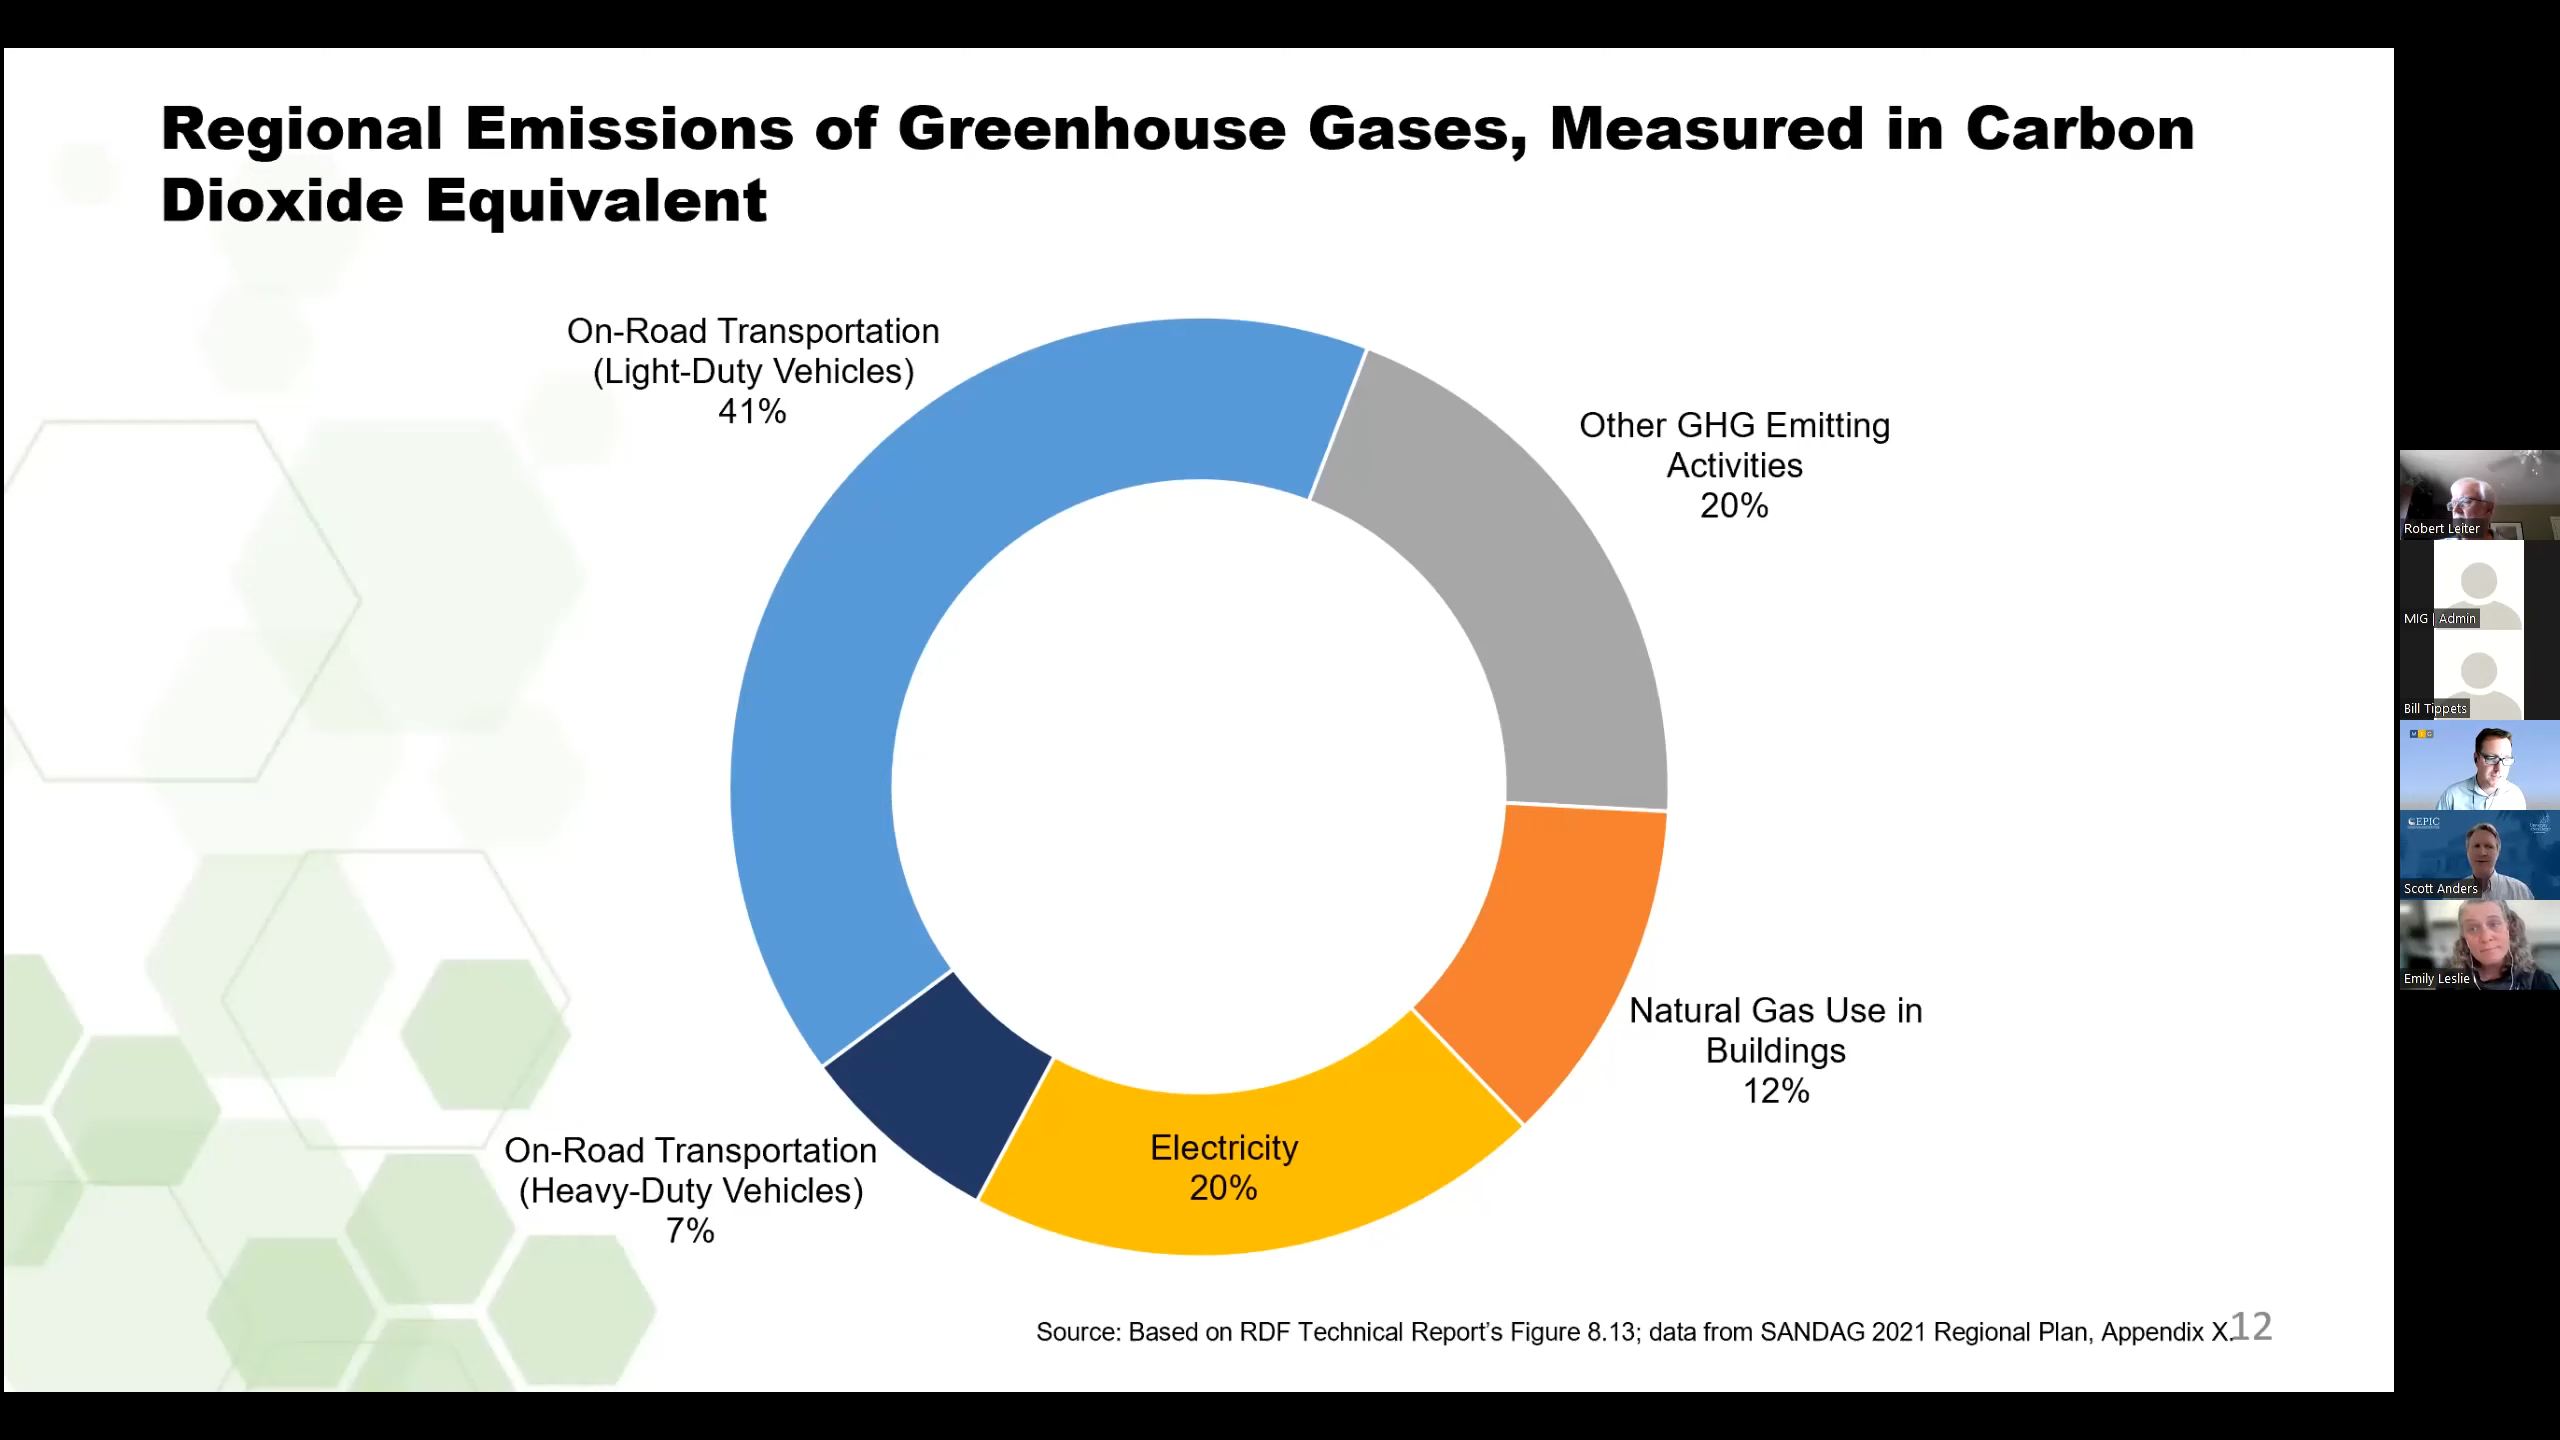 Regional Emissions of Greenhouse Gases, Measured in Carbon
Dioxide Equivalent
On-Road Transportation
(Light-Duty Vehicles)
41%
Other GHG Emitting
Activities
20%
Natural Gas Use in
Buildings
12%
Electricity
20%
On-Road Transportation
(Heavy-Duty Vehicles)
7%
Source: Based on RDF Technical Report's Figure 8.13; data from SANDAG 2021 Regional Plan, Appendix X.
12
Robert Leiter
MIG | Admin
Bill Tippets
MIG
EPIC
Scott Anders
Emily Leslie